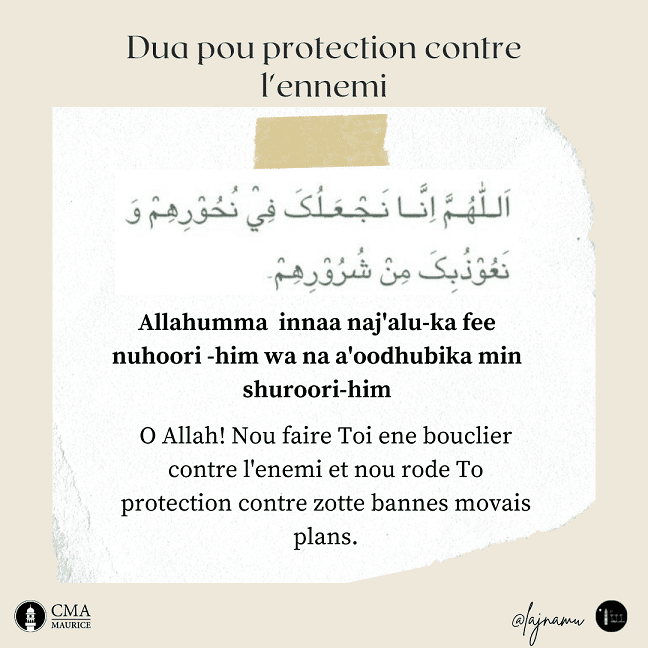 Dua pou protection contre
l'ennemi
اَللّٰهُمَّ اِنَّا نَجْعَلُکَ فِیْ نُحُوْرِهِمْ وَ
نَعُوْذُبِکَ مِنْ شُرُوْرِهِمْ۔
Allahumma innaa naj'alu-ka fee
nuhoori -him wa na a'oodhubika min
shuroori-him
O Allah! Nou faire Toi ene bouclier
contre l'enemi et nou rode To
protection contre zotte bannes movais
plans.
CMA
MAURICE
@lajnamu